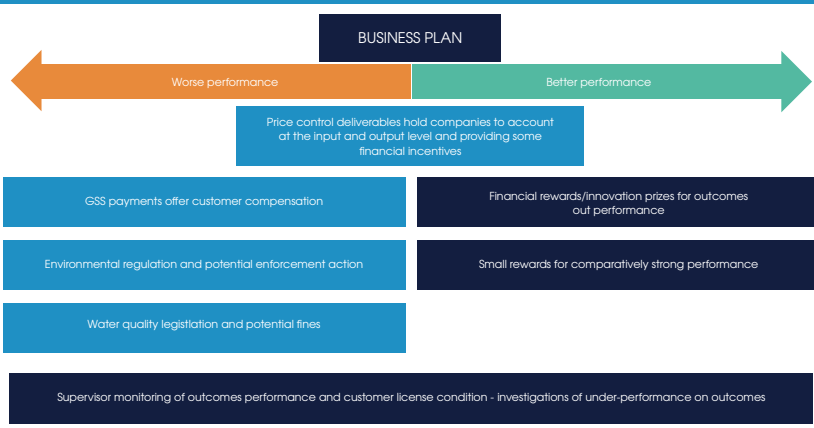 BUSINESS PLAN
Worse performance
Better performance
Price control deliverables hold companies to account
at the input and output level and providing some
financial incentives
GSS payments offer customer compensation
Financial rewards/innovation prizes for outcomes
out performance
Environmental regulation and potential enforcement action
Small rewards for comparatively strong performance
Water quality legistlation and potential fines
Supervisor monitoring of outcomes performance and customer license condition - investigations of under-performance on outcomes